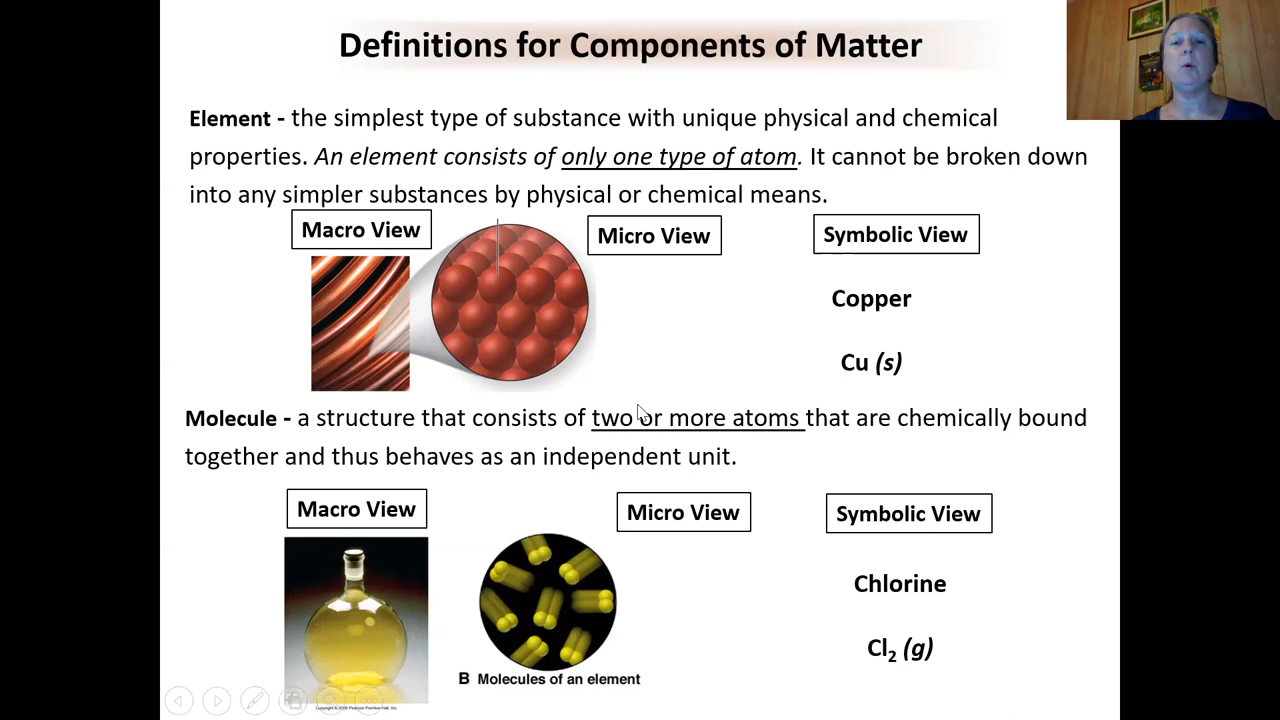 Definitions for Components of Matter
Element - the simplest type of substance with unique physical and chemical
properties. An element consists of only one type of atom. It cannot be broken down
into any simpler substances by physical or chemical means.
Macro View
Micro View
Symbolic View
Copper
Cu (s)
Molecule - a structure that consists of two or more atoms that are chemically bound
together and thus behaves as an independent unit.
Macro View
Micro View
Symbolic View
Chlorine
Cl₂ (g)
B Molecules of an element
Pearson Prentice Hall, Inc.